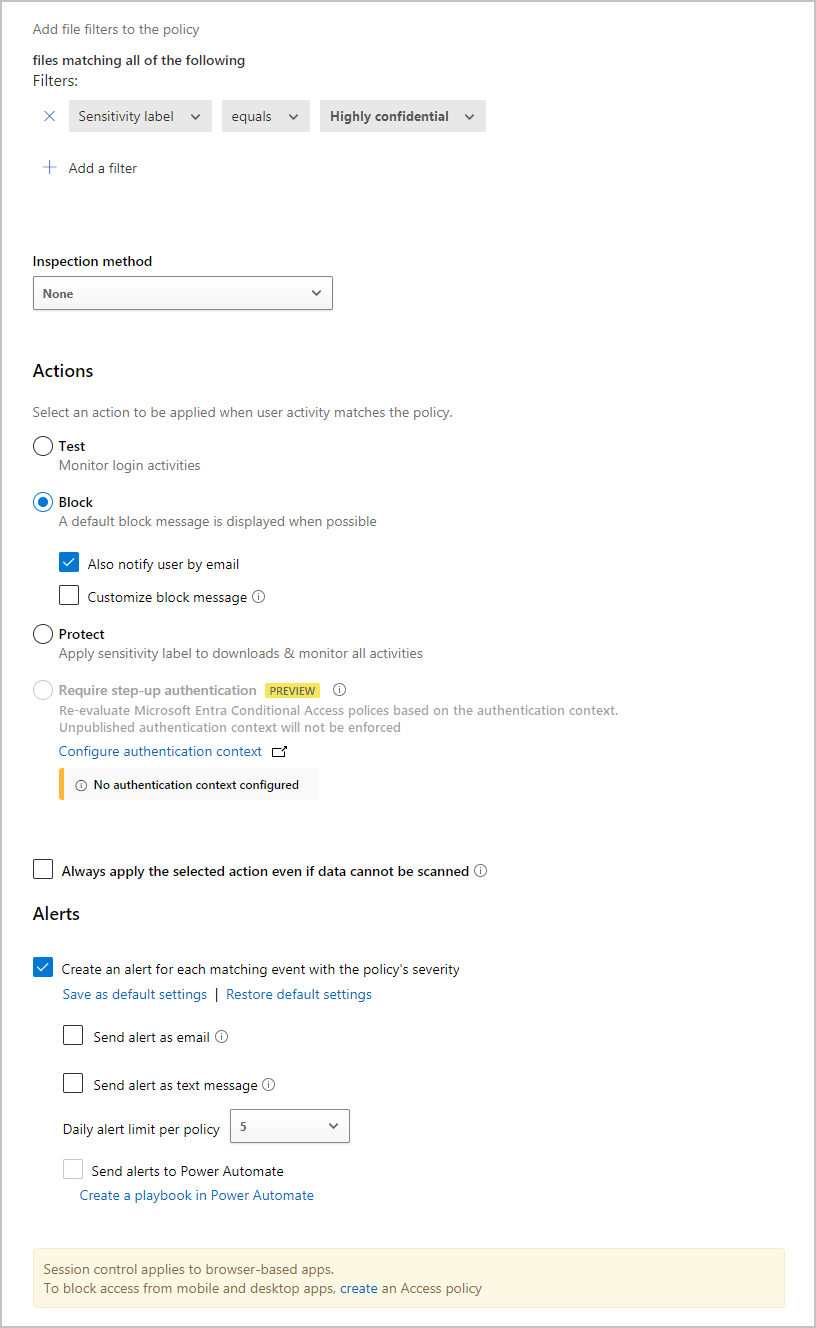 Add file filters to the policy
files matching all of the following
Filters:
Sensitivity label equals Highly confidential
Add a filter
Inspection method
None
Actions
Select an action to be applied when user activity matches the policy.
Test
Monitor login activities
Block
A default block message is displayed when possible
Also notify user by email
Customize block message
Protect
Apply sensitivity label to downloads & monitor all activities
Require step-up authentication PREVIEW
Re-evaluate Microsoft Entra Conditional Access polices based on the authentication context.
Unpublished authentication context will not be enforced
Configure authentication context
No authentication context configured
Always apply the selected action even if data cannot be scanned
Alerts
Create an alert for each matching event with the policy's severity
Save as default settings | Restore default settings
Send alert as email
Send alert as text message
Daily alert limit per policy 5
Send alerts to Power Automate
Create a playbook in Power Automate
Session control applies to browser-based apps.
To block access from mobile and desktop apps, create an Access policy